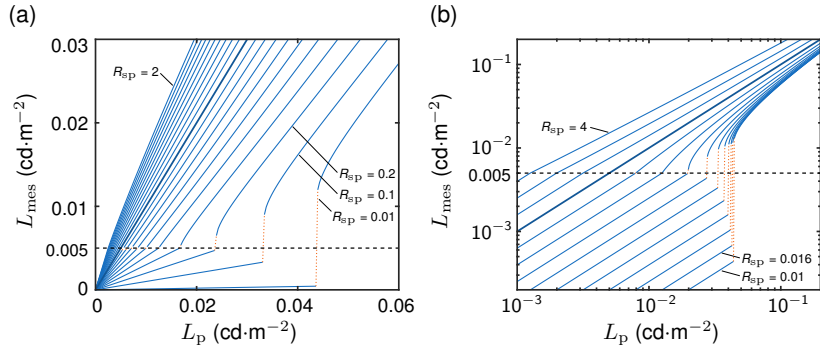 (a)
(b)
0.03
0.02
0.01
0.005
0
L_mes (cd·m⁻²)
R_sp = 2
R_sp = 0.2
R_sp = 0.1
R_sp = 0.01
0
0.02
0.04
0.06
L_p (cd·m⁻²)
10⁻¹
10⁻²
0.005
10⁻³
L_mes (cd·m⁻²)
R_sp = 4
R_sp = 0.016
R_sp = 0.01
10⁻³
10⁻²
10⁻¹
L_p (cd·m⁻²)